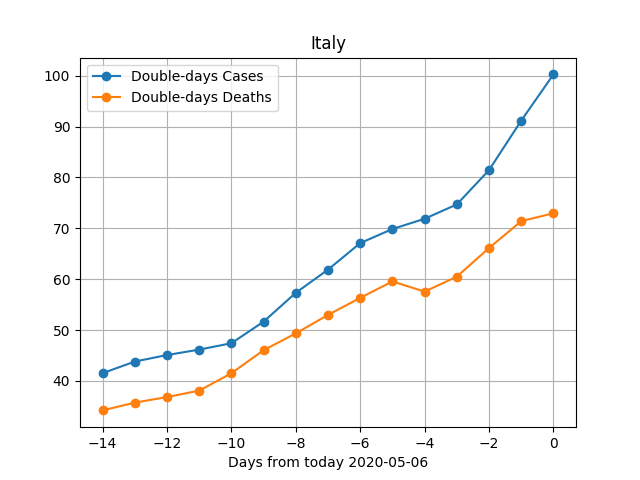 Italy
Double-days Cases
Double-days Deaths
100
90
80
70
60
50
40
−14 −12 −10 −8 −6 −4 −2 0
Days from today 2020-05-06